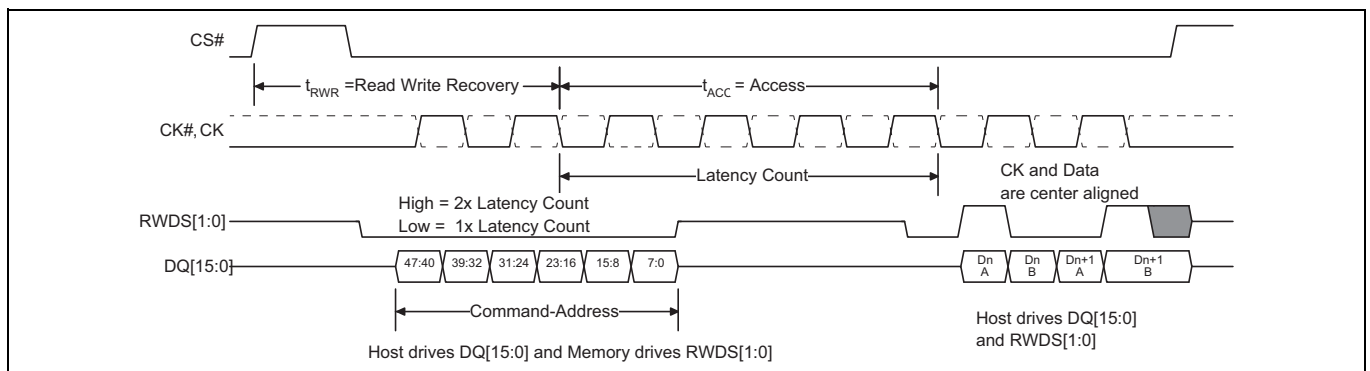 CS#
tRWR =Read Write Recovery
tACC = Access
CK#,CK
Latency Count
CK and Data
are center aligned
High = 2x Latency Count
Low = 1x Latency Count
RWDS[1:0]
DQ[15:0]
47:40
39:32
31:24
23:16
15:8
7:0
Dn
A
Dn
B
Dn+1
A
Dn+1
B
Command-Address
Host drives DQ[15:0] and Memory drives RWDS[1:0]
Host drives DQ[15:0]
and RWDS[1:0]